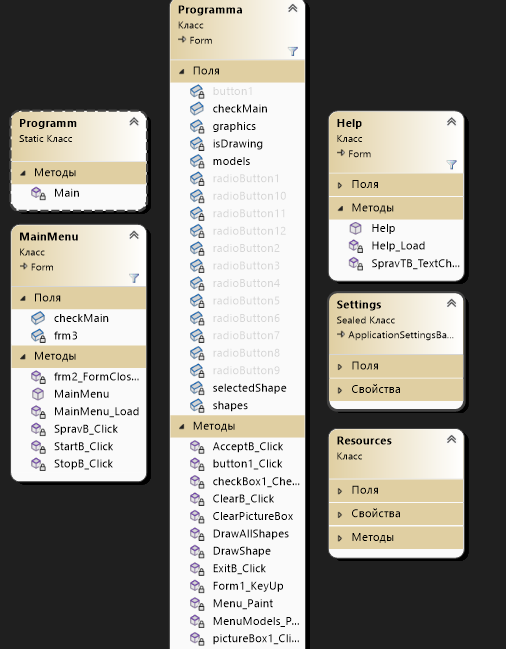 Programm
Static Класс
Методы
Main
MainMenu
Класс
Form
Поля
checkMain
frm3
Методы
frm2_FormClos...
MainMenu
MainMenu_Load
SpravB_Click
StartB_Click
StopB_Click
Programma
Класс
Form
Поля
button1
checkMain
graphics
isDrawing
models
radioButton1
radioButton10
radioButton11
radioButton12
radioButton2
radioButton3
radioButton4
radioButton5
radioButton6
radioButton7
radioButton8
radioButton9
selectedShape
shapes
Методы
AcceptB_Click
button1_Click
checkBox1_Che...
ClearB_Click
ClearPictureBox
DrawAllShapes
DrawShape
ExitB_Click
Form1_KeyUp
Menu_Paint
MenuModels_P...
pictureBox1_Cli...
Help
Класс
Form
Поля
Методы
Help
Help_Load
SpravTB_TextCh...
Settings
Sealed Класс
ApplicationSettingsBa...
Поля
Свойства
Resources
Класс
Поля
Свойства
Методы